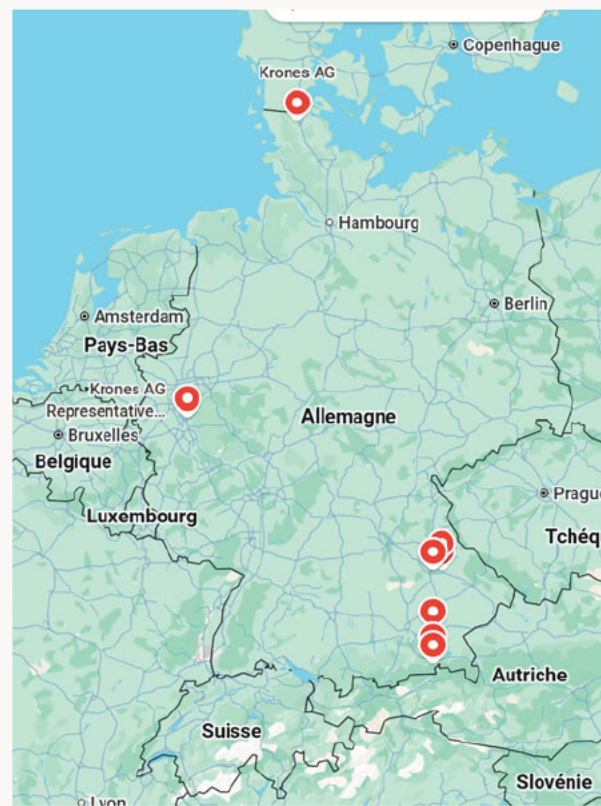 Copenhague
Krones AG
Hambourg
Berlin
Amsterdam
Pays-Bas
Krones AG
Representative...
Allemagne
Bruxelles
Belgique
Prague
Luxembourg
Tchéq
Autriche
Suisse
Slovénie
Lyon